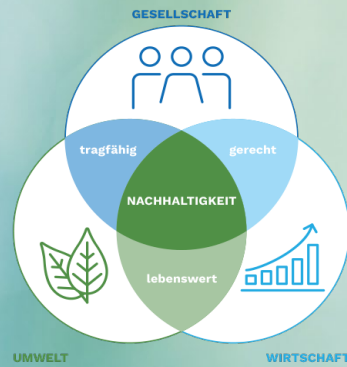 GESELLSCHAFT
tragfähig
gerecht
NACHHALTIGKEIT
lebenswert
UMWELT
WIRTSCHAFT